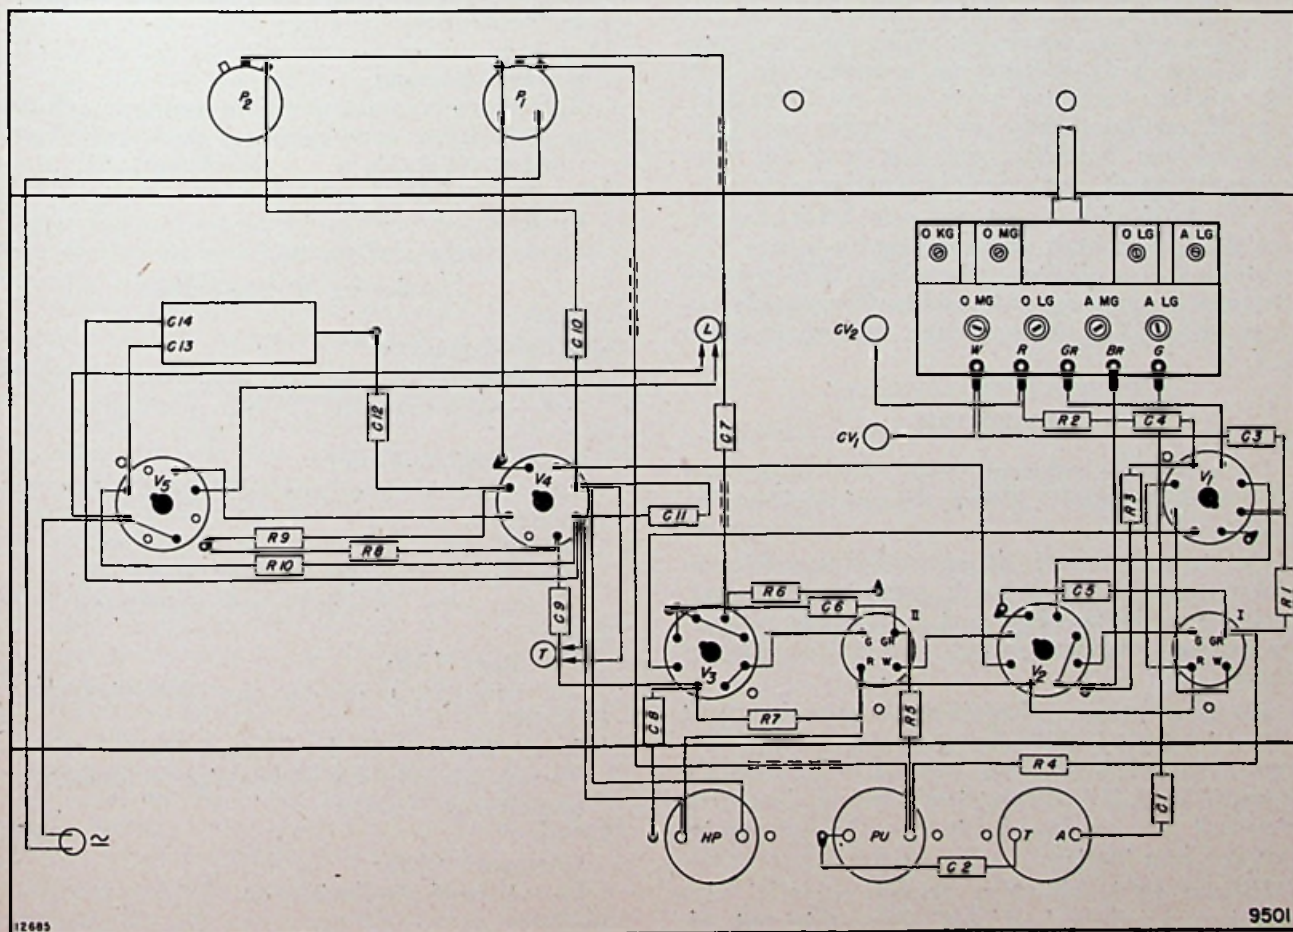 P2
P1
O KG
O MG
O LG
A LG
C14
C13
C10
L
CV2
O MG
O LG
A MG
A LG
W
R
GR
BR
G
C12
C7
R2
C4
CV1
C3
V5
V4
V1
R3
C11
R9
R8
R10
R6
C5
R1
C9
C6
II
I
G
GR
G
GR
T
R
W
R
W
V3
V2
C8
R7
R5
R4
C1
≃
HP
PU
T
A
C2
12685
9501